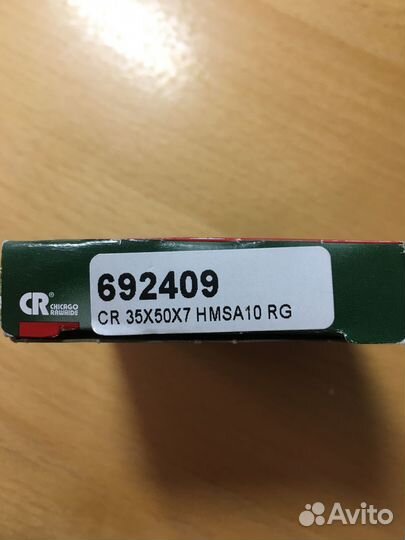 692409
CR 35X50X7 HMSA10 RG
CR® CHICAGO
RAWHIDE
Avito